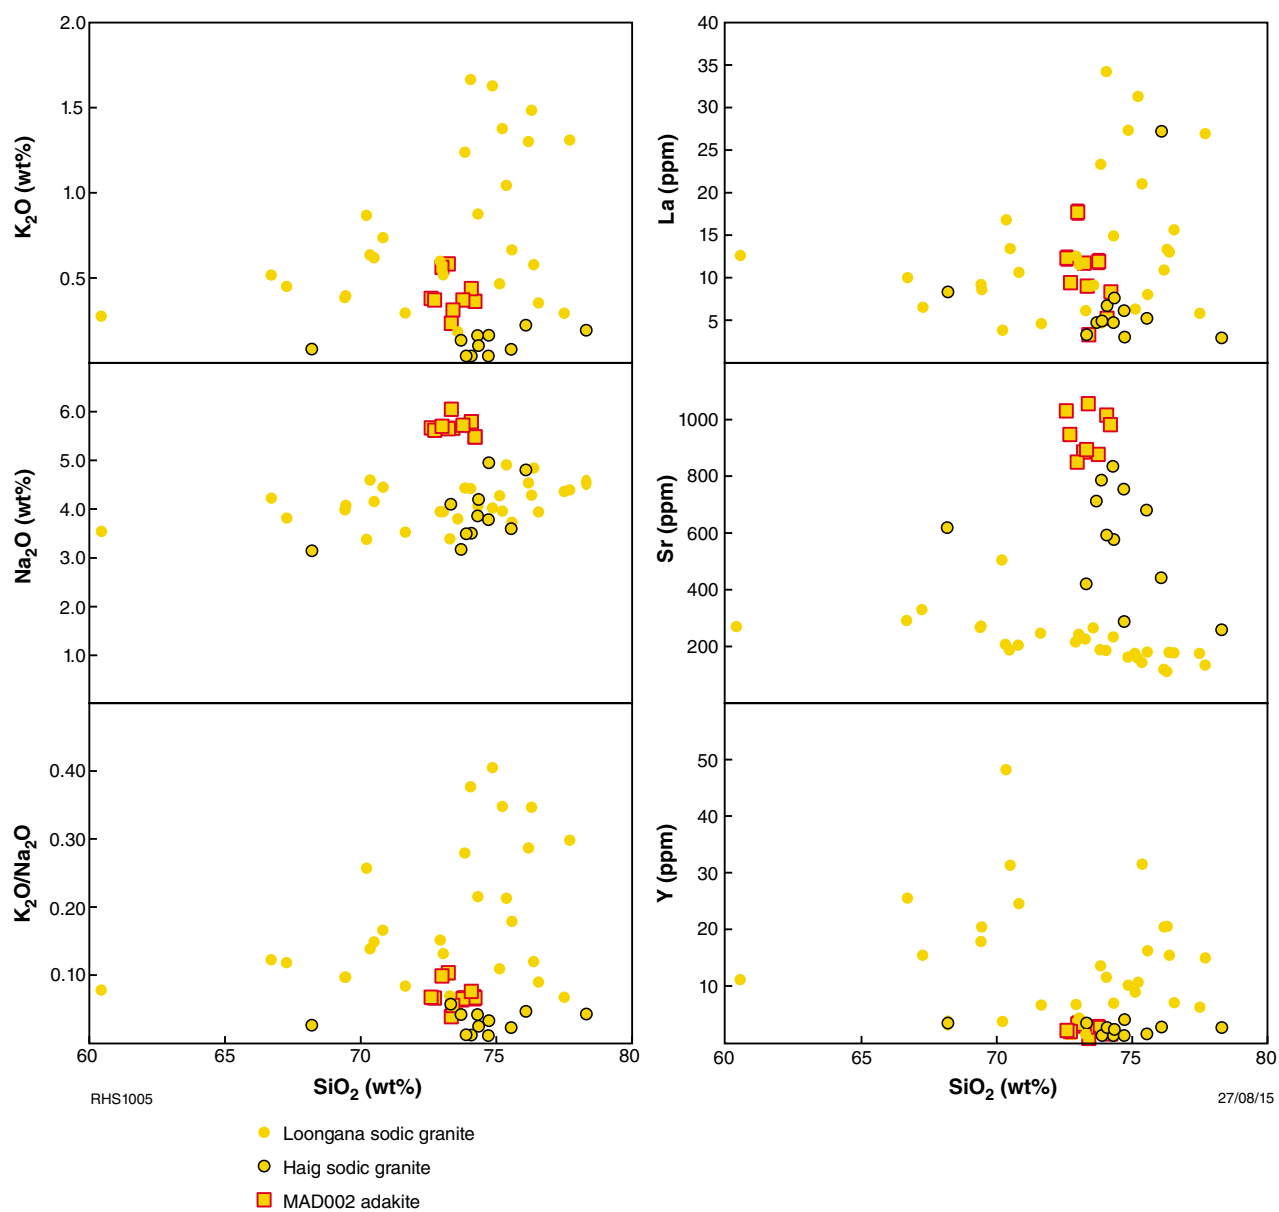 2.0
1.5
1.0
0.5
K₂O (wt%)
40
35
30
25
20
15
10
5
La (ppm)
6.0
5.0
4.0
3.0
2.0
1.0
Na₂O (wt%)
1000
800
600
400
200
Sr (ppm)
0.40
0.30
0.20
0.10
K₂O/Na₂O
50
40
30
20
10
Y (ppm)
60 65 70 75 80
60 70 75 80
SiO₂ (wt%)
SiO₂ (wt%)
RHS1005
27/08/15
Loongana sodic granite
Haig sodic granite
MAD002 adakite